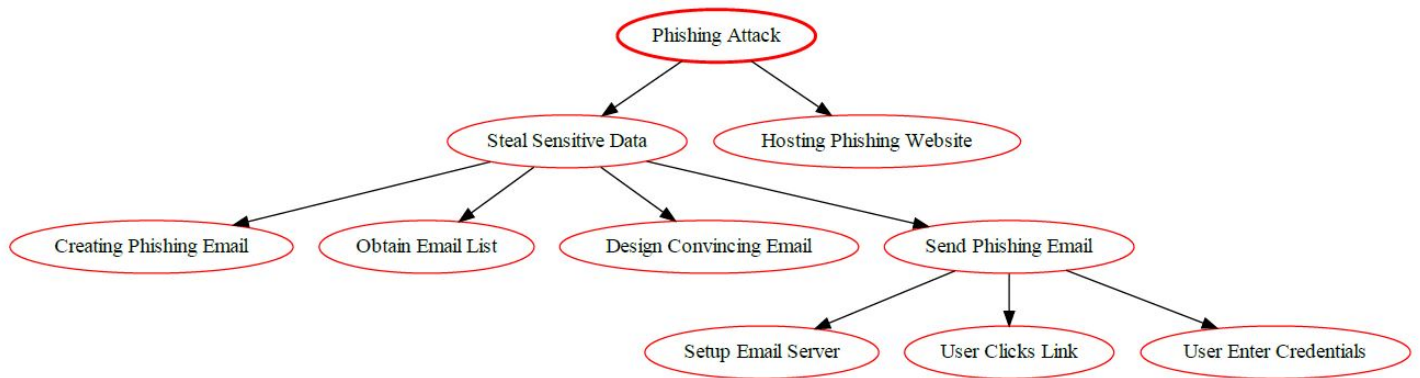 Phishing Attack
Steal Sensitive Data
Hosting Phishing Website
Creating Phishing Email
Obtain Email List
Design Convincing Email
Send Phishing Email
Setup Email Server
User Clicks Link
User Enter Credentials